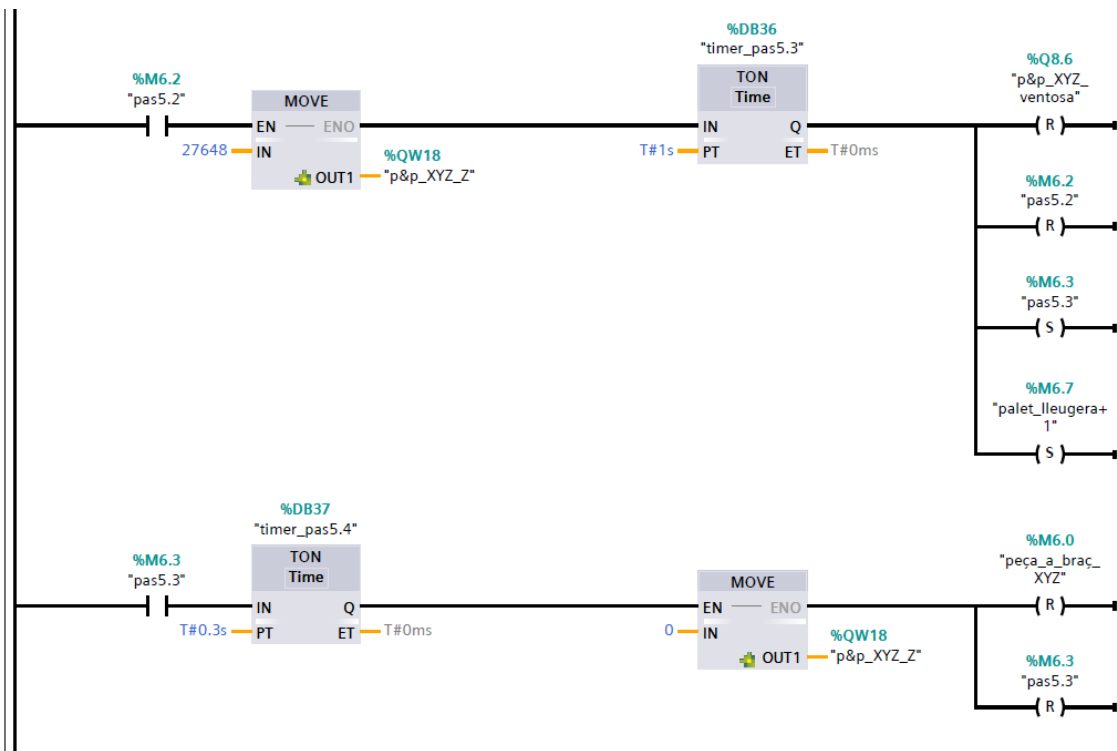 %DB36
"timer_pas5.3"
%Q8.6
"p&p_XYZ_
ventosa"
%M6.2
"pas5.2"
MOVE
TON
Time
EN ENO
IN Q
( R )
27648 IN
%QW18
T#1s PT ET T#0ms
OUT1 "p&p_XYZ_Z"
%M6.2
"pas5.2"
( R )
%M6.3
"pas5.3"
( S )
%M6.7
"palet_lleugera+
1"
( S )
%DB37
"timer_pas5.4"
%M6.3
"pas5.3"
TON
Time
%M6.0
"peça_a_braç_
XYZ"
MOVE
IN Q
EN ENO
( R )
T#0.3s PT ET T#0ms
0 IN
%QW18
OUT1 "p&p_XYZ_Z"
%M6.3
"pas5.3"
( R )